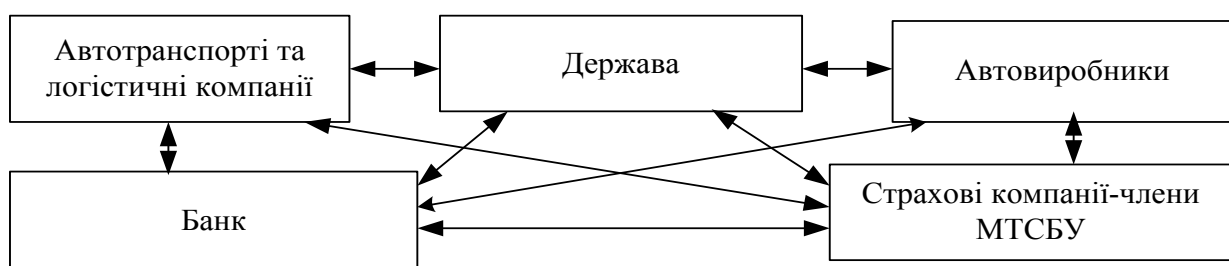 Автотранспорті та
логістичні компанії
Держава
Автовиробники
Банк
Страхові компанії-члени
МТСБУ